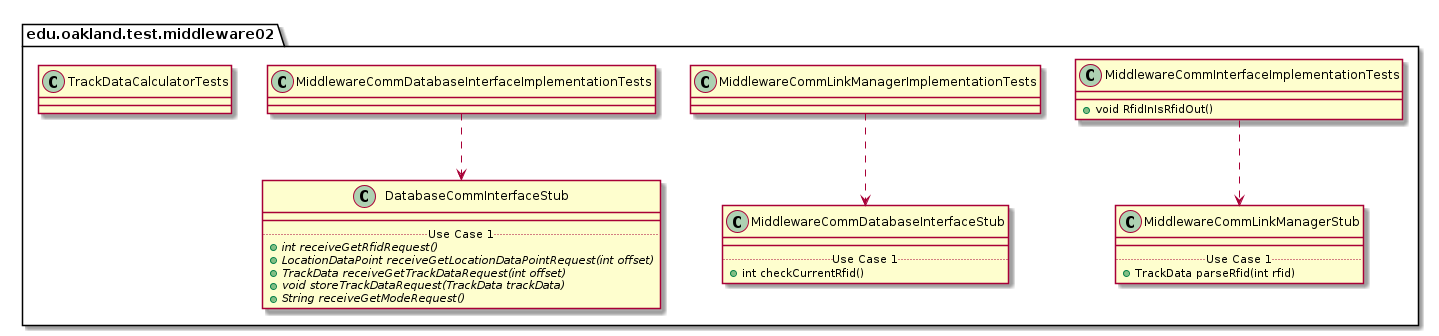 edu.oakland.test.middleware02
C TrackDataCalculatorTests
C MiddlewareCommDatabaseInterfaceImplementationTests
C MiddlewareCommLinkManagerImplementationTests
C MiddlewareCommInterfaceImplementationTests
void RfidInIsRfidOut()
C DatabaseCommInterfaceStub
Use Case 1
int receiveGetRfidRequest()
LocationDataPoint receiveGetLocationDataPointRequest(int offset)
TrackData receiveGetTrackDataRequest(int offset)
void storeTrackDataRequest(TrackData trackData)
String receiveGetModeRequest()
C MiddlewareCommDatabaseInterfaceStub
Use Case 1
int checkCurrentRfid()
C MiddlewareCommLinkManagerStub
Use Case 1
TrackData parseRfid(int rfid)